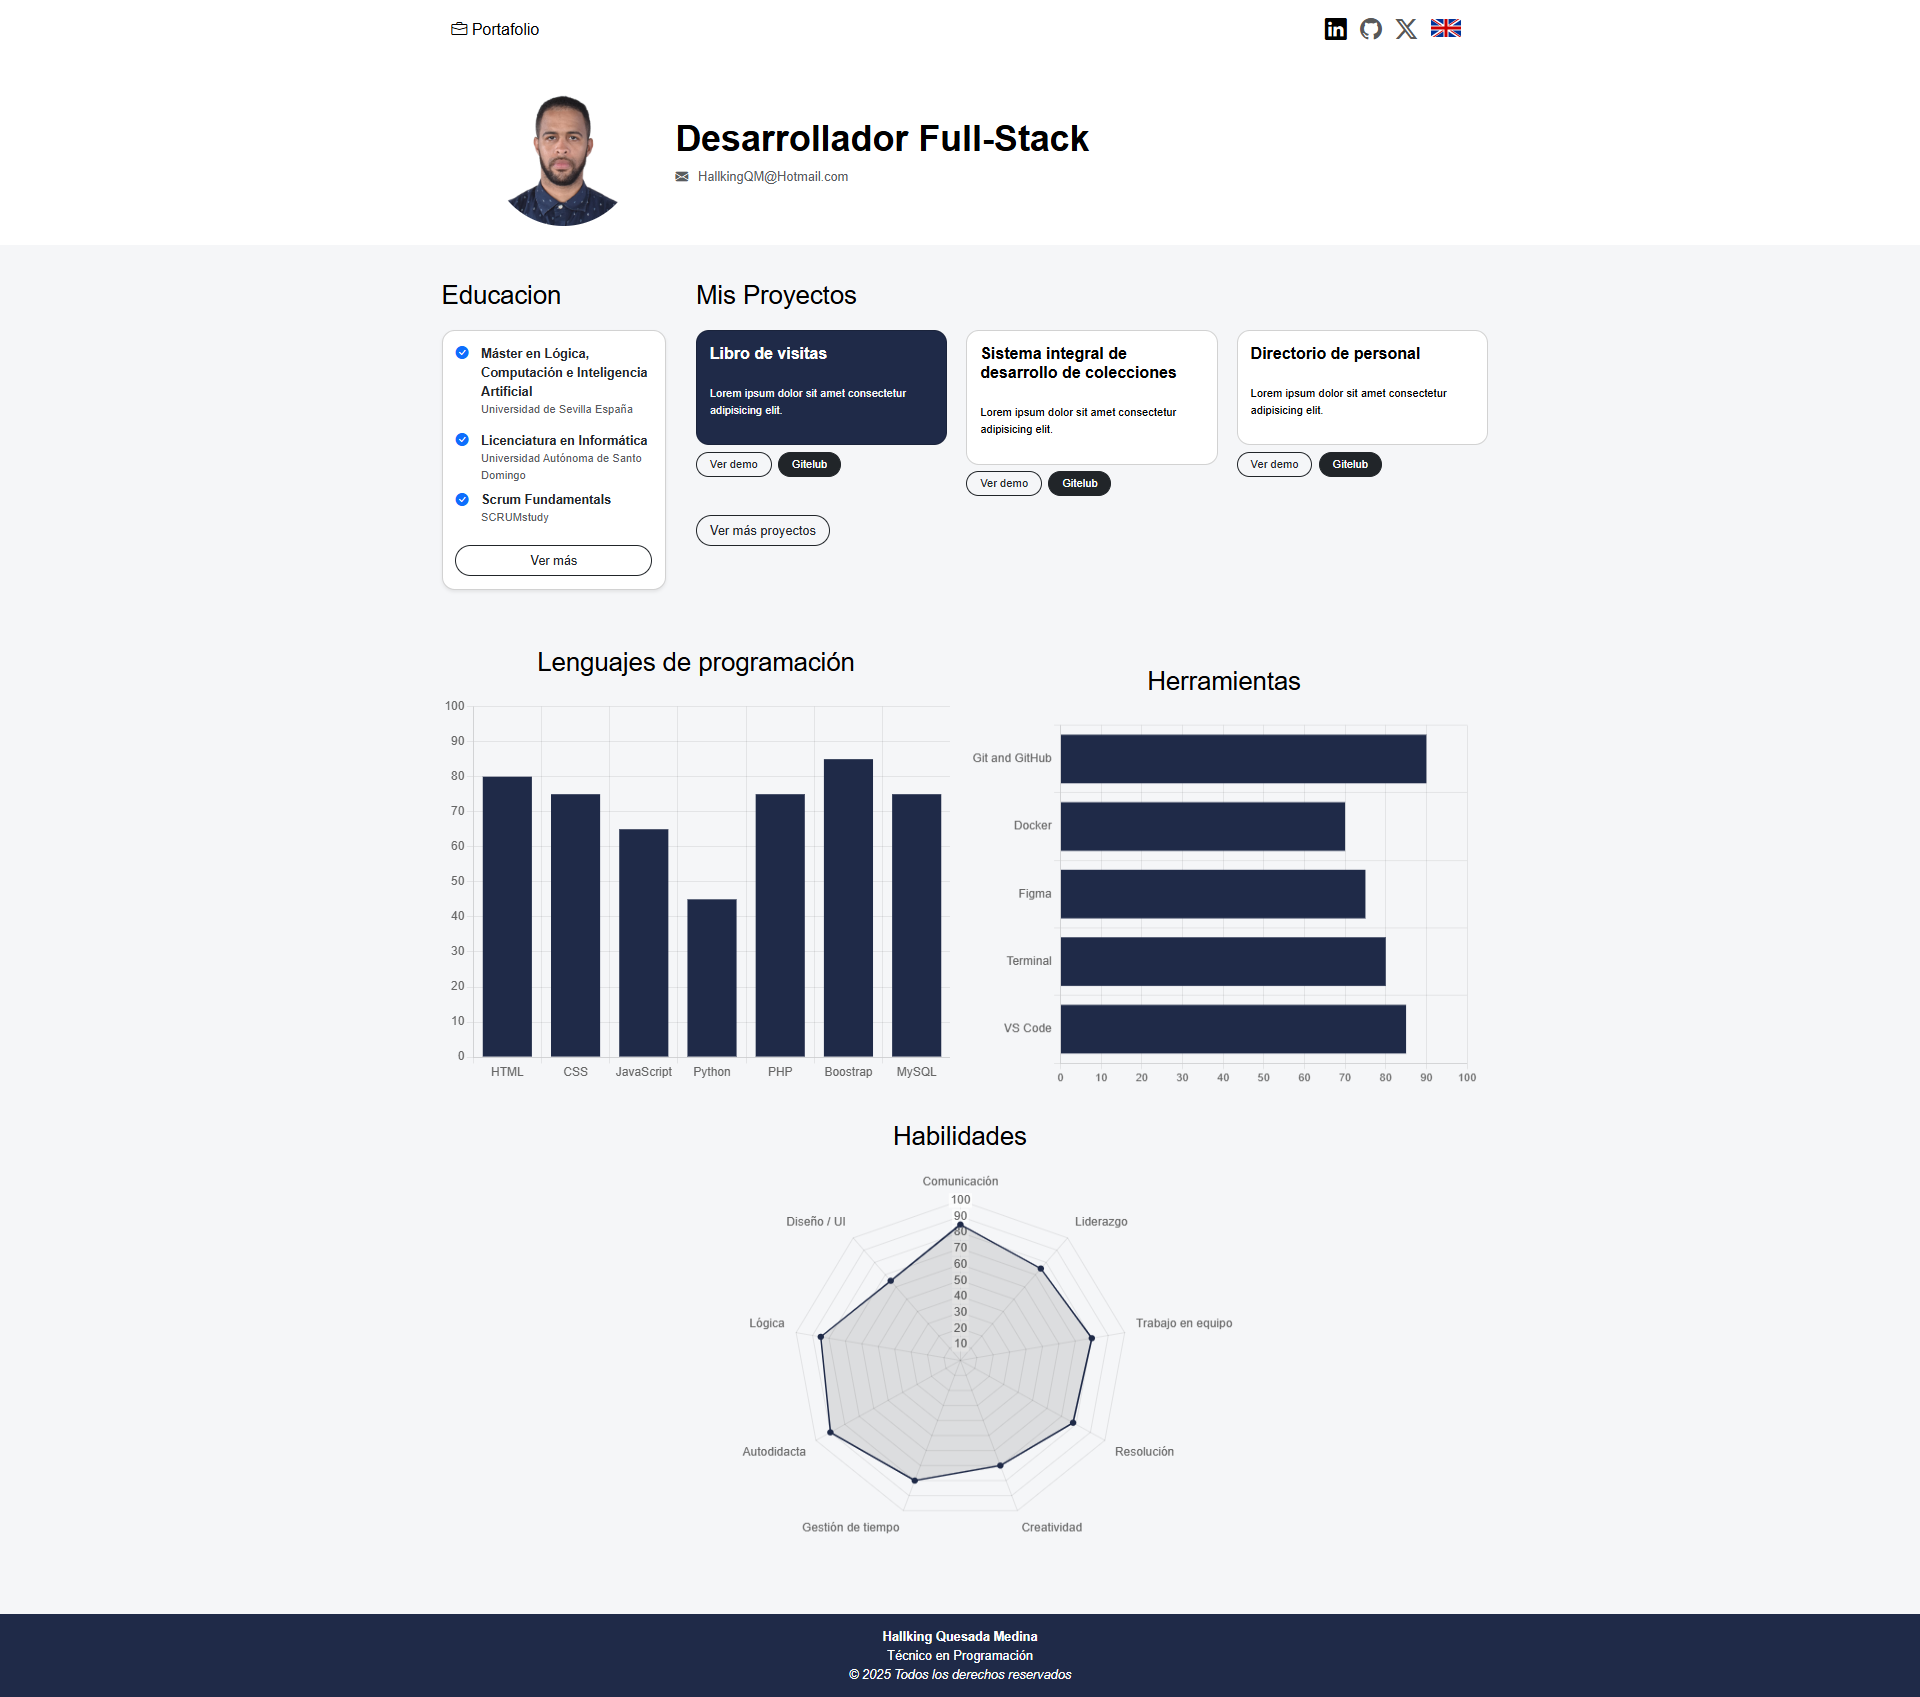 Portafolio
in
Desarrollador Full-Stack
HallkingQM@Hotmail.com
Educacion
Máster en Lógica,
Computación e Inteligencia
Artificial
Universidad de Sevilla España
Licenciatura en Informática
Universidad Autónoma de Santo
Domingo
Scrum Fundamentals
SCRUMstudy
Ver más
Mis Proyectos
Libro de visitas
Lorem ipsum dolor sit amet consectetur
adipisicing elit.
Ver demo
Gitelub
Sistema integral de
desarrollo de colecciones
Lorem ipsum dolor sit amet consectetur
adipisicing elit.
Ver demo
Gitelub
Directorio de personal
Lorem ipsum dolor sit amet consectetur
adipisicing elit.
Ver demo
Gitelub
Ver más proyectos
Lenguajes de programación
100
90
80
70
60
50
40
30
20
10
0
HTML CSS JavaScript Python PHP Boostrap MySQL
Herramientas
Git and GitHub
Docker
Figma
Terminal
VS Code
0 10 20 30 40 50 60 70 80 90 100
Habilidades
Comunicación
Liderazgo
Trabajo en equipo
Resolución
Creatividad
Gestión de tiempo
Autodidacta
Lógica
Diseño / UI
100
90
80
70
60
50
40
30
20
10
Hallking Quesada Medina
Técnico en Programación
© 2025 Todos los derechos reservados